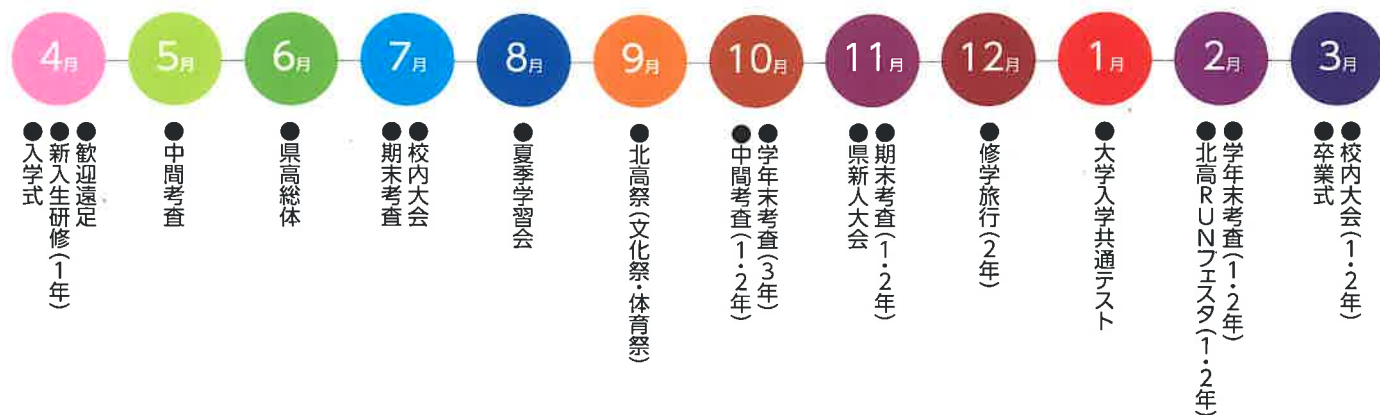 4月
5月
6月
7月
8月
9月
10月
11月
12月
1月
2月
3月
●歓迎遠足
●新入生研修(1年)
●入学式
●中間考査
●県高総体
●校内大会
●期末考査
●夏季学習会
●北高祭(文化祭・体育祭)
●学年末考査(3年)
●中間考査(1・2年)
●期末考査(1・2年)
●県新人大会
●修学旅行(2年)
●大学入学共通テスト
●学年末考査(1・2年)
●北高RUNフェスタ(1・2年)
●校内大会(1・2年)
●卒業式